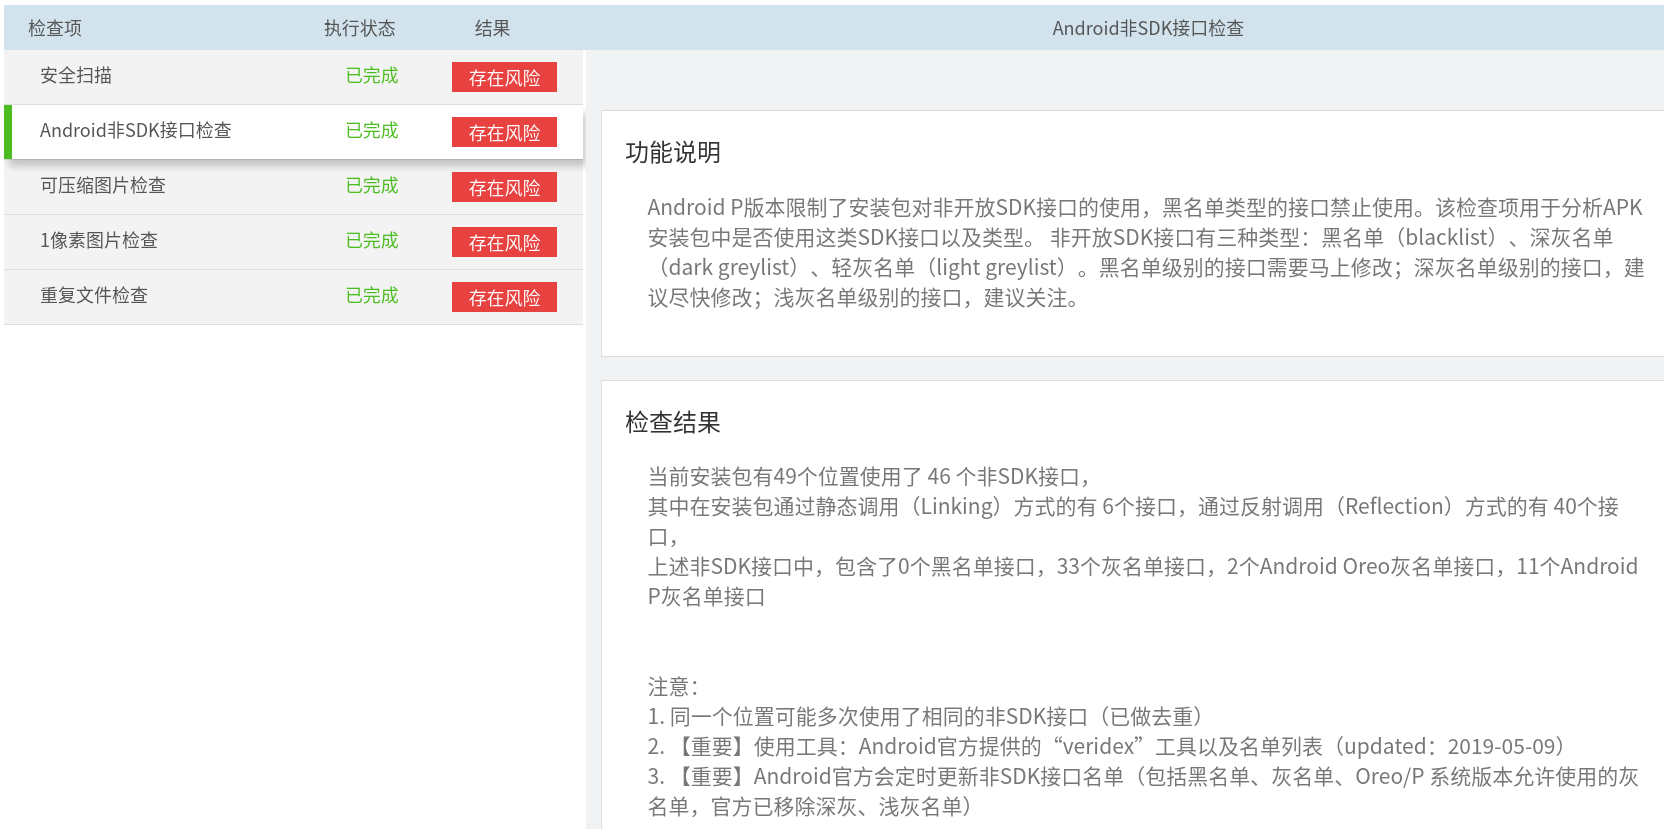 检查项 执行状态 结果 Android非SDK接口检查
安全扫描 已完成 存在风险
Android非SDK接口检查 已完成 存在风险
可压缩图片检查 已完成 存在风险
1像素图片检查 已完成 存在风险
重复文件检查 已完成 存在风险
功能说明
Android P版本限制了安装包对非开放SDK接口的使用，黑名单类型的接口禁止使用。该检查项用于分析APK
安装包中是否使用这类SDK接口以及类型。 非开放SDK接口有三种类型：黑名单（blacklist）、深灰名单
（dark greylist）、轻灰名单（light greylist）。黑名单级别的接口需要马上修改；深灰名单级别的接口，建
议尽快修改；浅灰名单级别的接口，建议关注。
检查结果
当前安装包有49个位置使用了 46 个非SDK接口，
其中在安装包通过静态调用（Linking）方式的有 6个接口，通过反射调用（Reflection）方式的有 40个接
口，
上述非SDK接口中，包含了0个黑名单接口，33个灰名单接口，2个Android Oreo灰名单接口，11个Android
P灰名单接口
注意：
1. 同一个位置可能多次使用了相同的非SDK接口（已做去重）
2. 【重要】使用工具：Android官方提供的“veridex”工具以及名单列表（updated：2019-05-09）
3. 【重要】Android官方会定时更新非SDK接口名单（包括黑名单、灰名单、Oreo/P 系统版本允许使用的灰
名单，官方已移除深灰、浅灰名单）